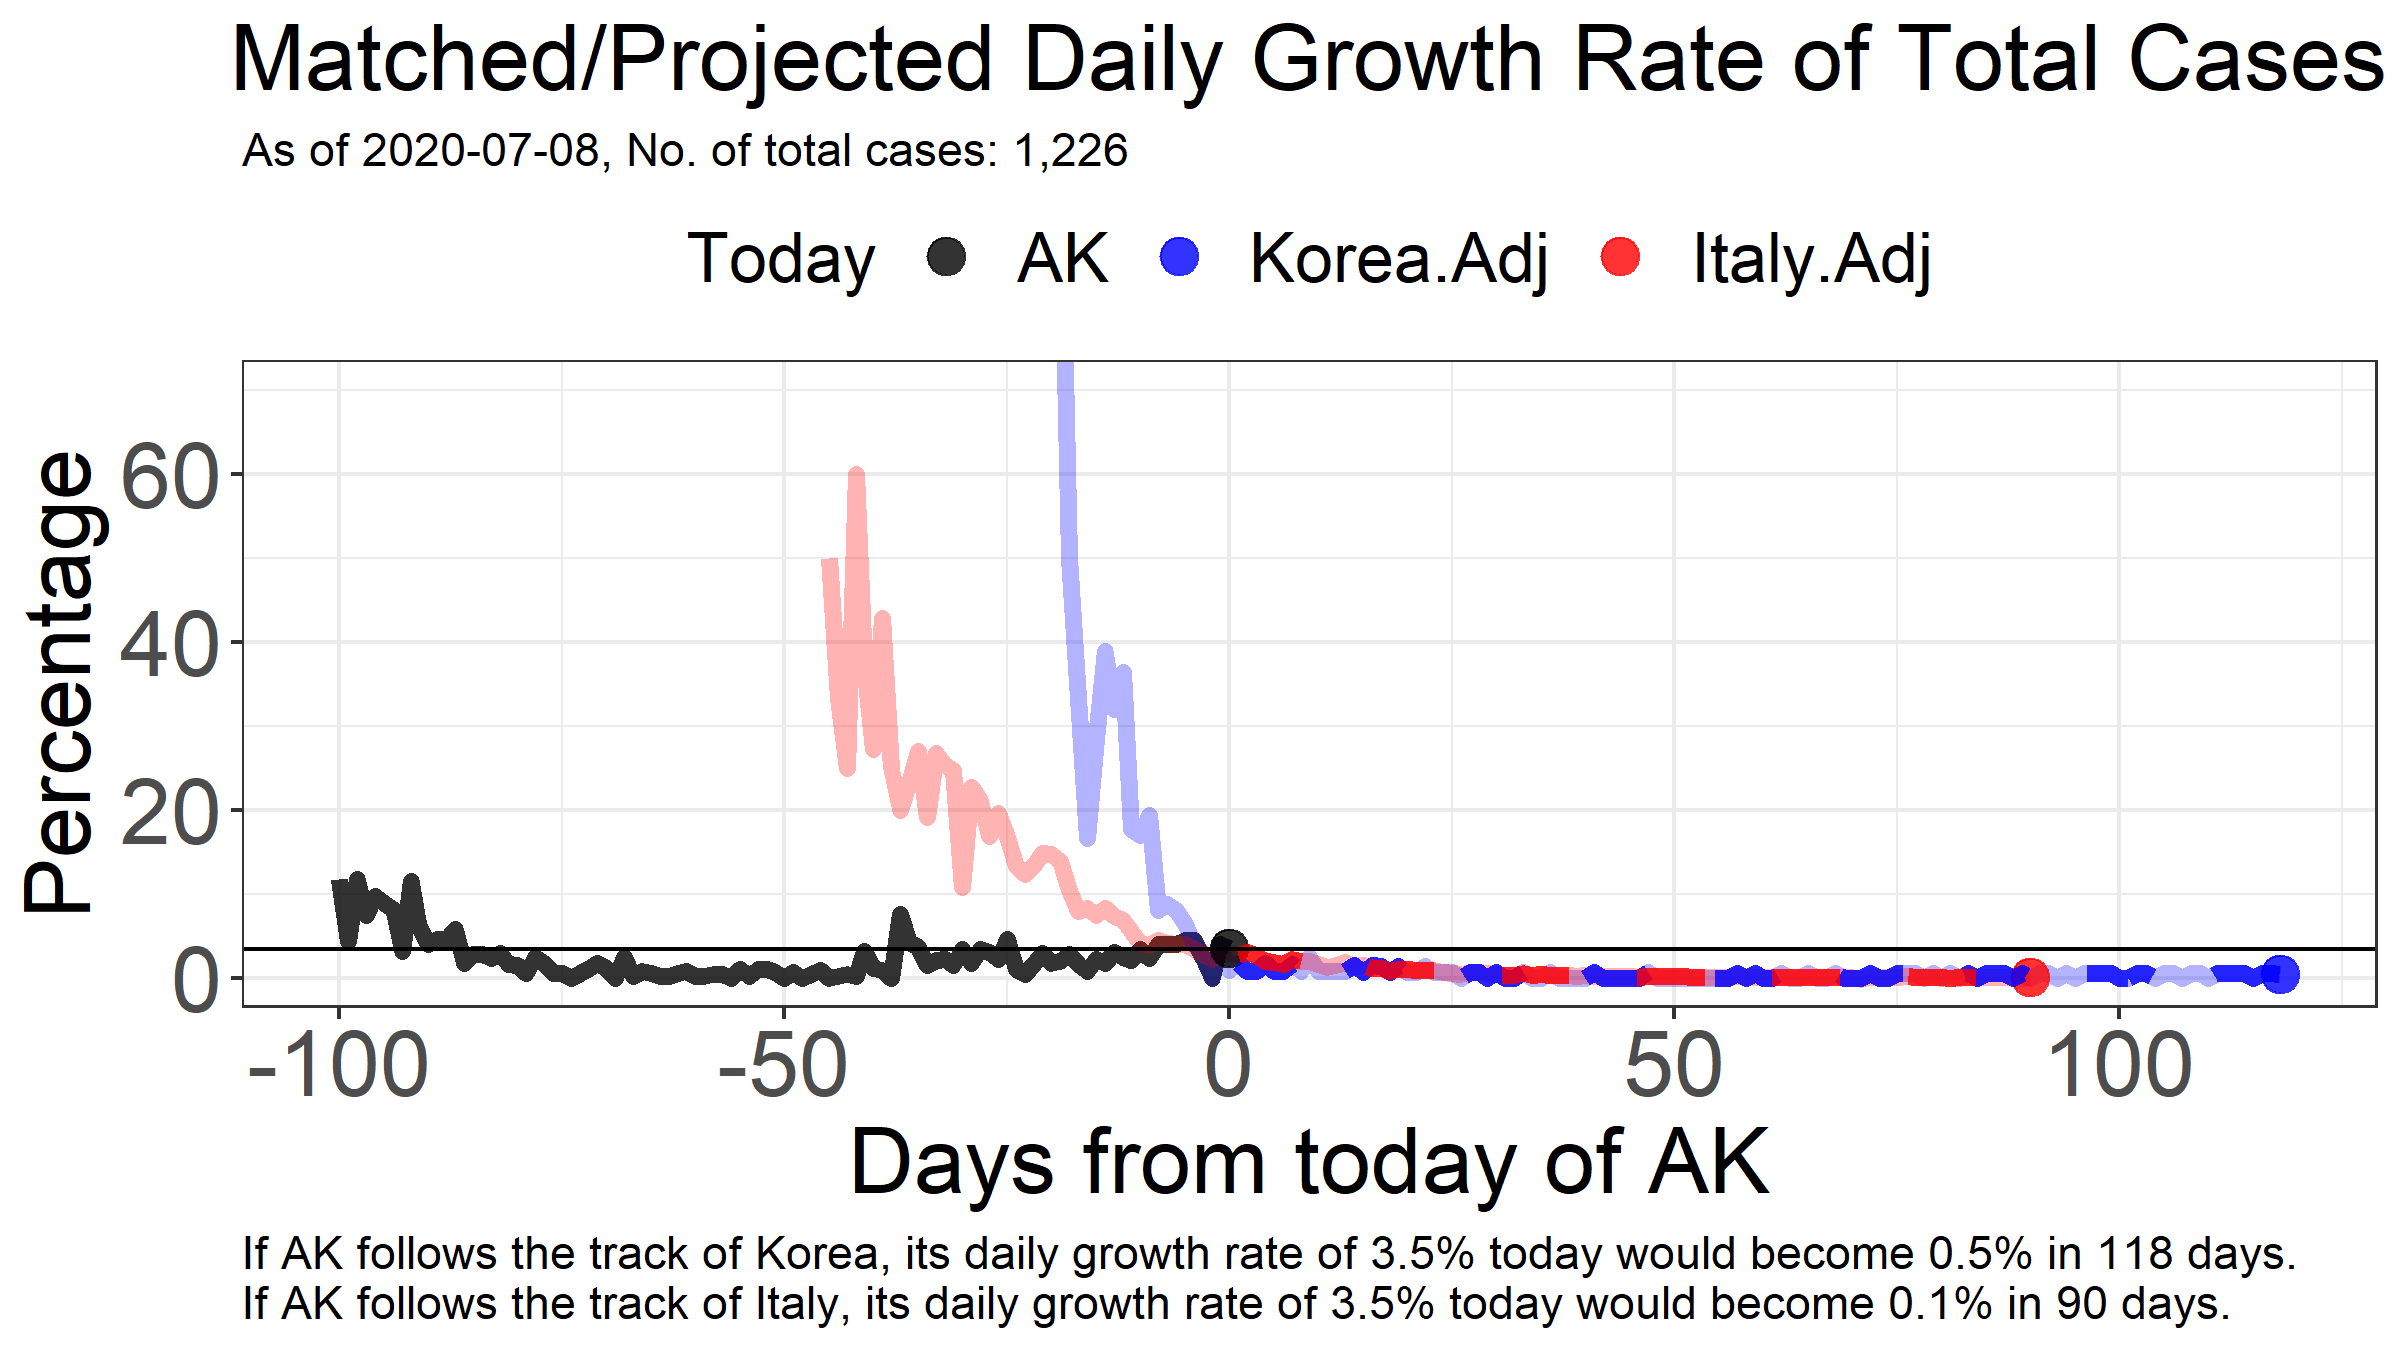 Matched/Projected Daily Growth Rate of Total Cases
As of 2020-07-08, No. of total cases: 1,226
Today AK Korea.Adj Italy.Adj
Percentage
60
40
20
0
-100 -50 0 50 100
Days from today of AK
If AK follows the track of Korea, its daily growth rate of 3.5% today would become 0.5% in 118 days.
If AK follows the track of Italy, its daily growth rate of 3.5% today would become 0.1% in 90 days.